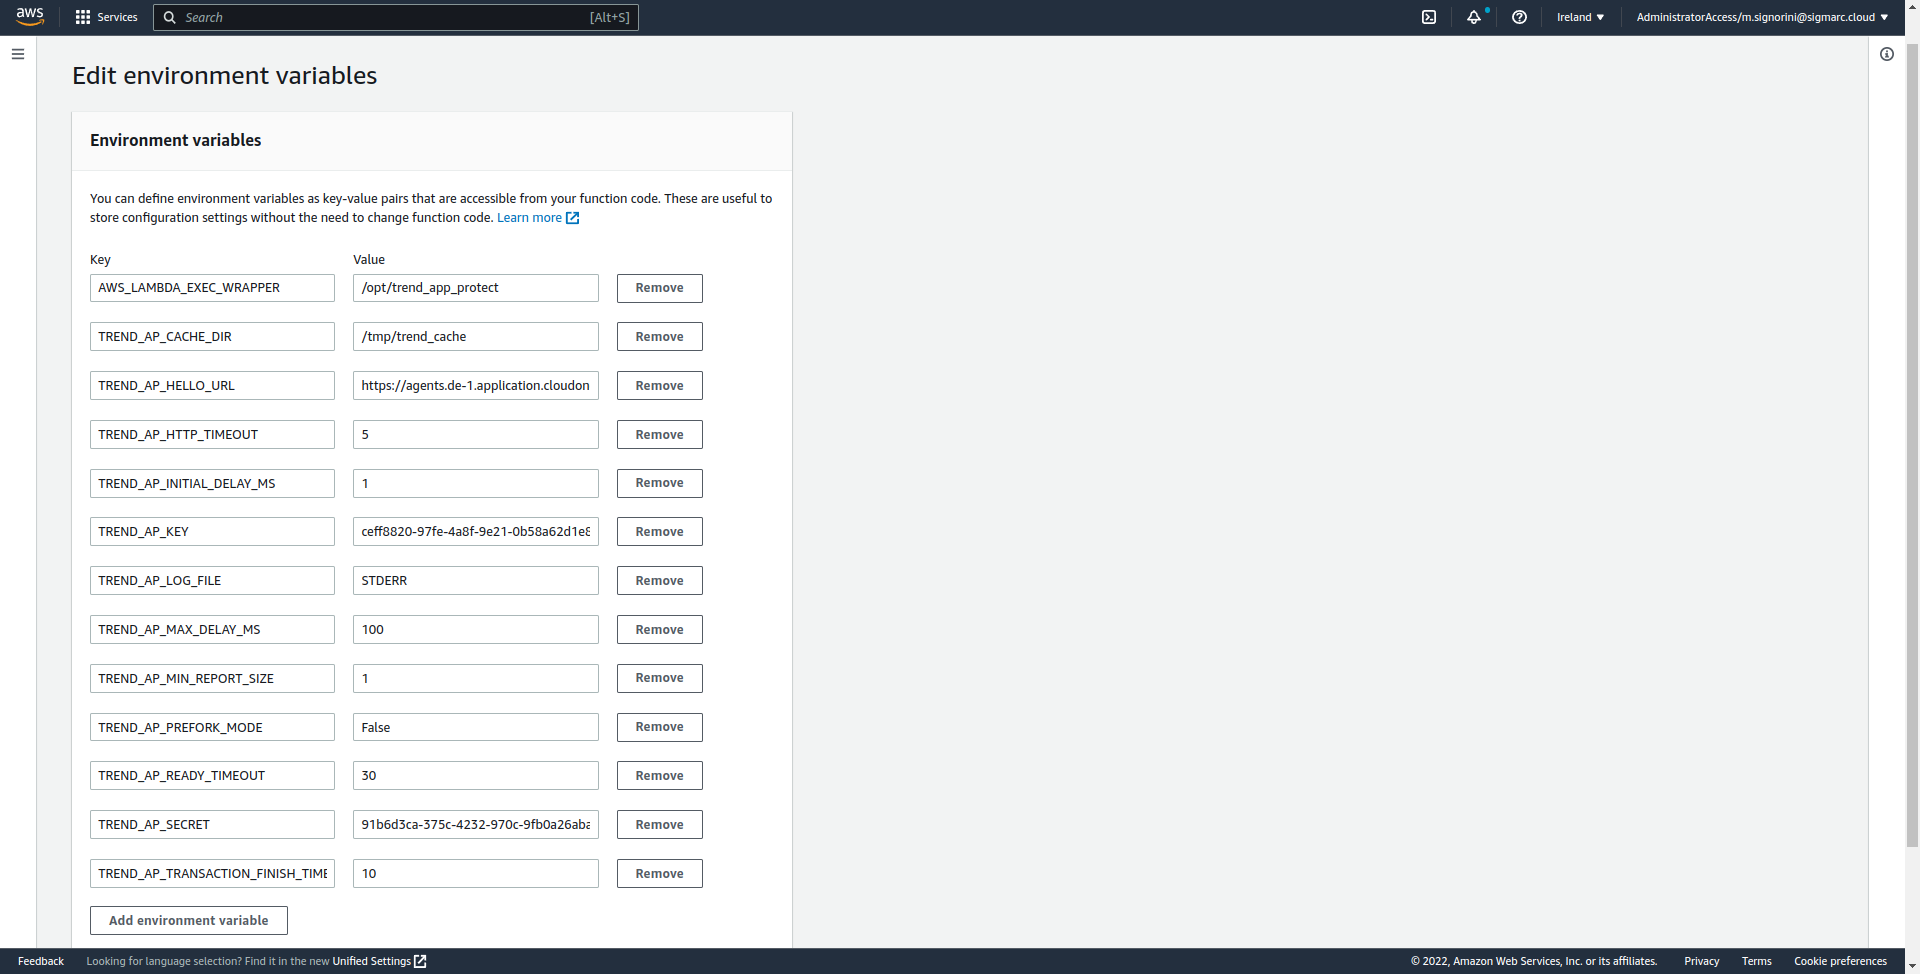 aws
Services
Search
[Alt+S]
Ireland
AdministratorAccess/m.signorini@sigmarc.cloud
Edit environment variables
Environment variables
You can define environment variables as key-value pairs that are accessible from your function code. These are useful to
store configuration settings without the need to change function code. Learn more
Key Value
AWS_LAMBDA_EXEC_WRAPPER /opt/trend_app_protect Remove
TREND_AP_CACHE_DIR /tmp/trend_cache Remove
TREND_AP_HELLO_URL https://agents.de-1.application.cloudon Remove
TREND_AP_HTTP_TIMEOUT 5 Remove
TREND_AP_INITIAL_DELAY_MS 1 Remove
TREND_AP_KEY ceff8820-97fe-4a8f-9e21-0b58a62d1e8 Remove
TREND_AP_LOG_FILE STDERR Remove
TREND_AP_MAX_DELAY_MS 100 Remove
TREND_AP_MIN_REPORT_SIZE 1 Remove
TREND_AP_PREFORK_MODE False Remove
TREND_AP_READY_TIMEOUT 30 Remove
TREND_AP_SECRET 91b6d3ca-375c-4232-970c-9fb0a26aba Remove
TREND_AP_TRANSACTION_FINISH_TIME 10 Remove
Add environment variable
Feedback Looking for language selection? Find it in the new Unified Settings © 2022, Amazon Web Services, Inc. or its affiliates. Privacy Terms Cookie preferences